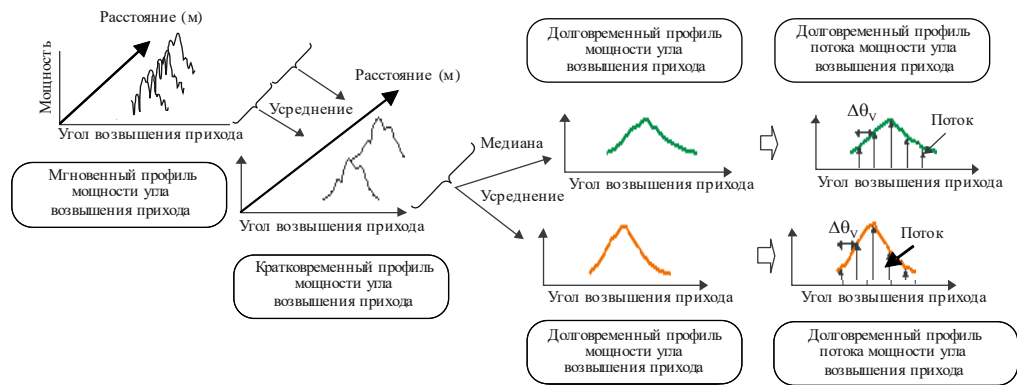 Расстояние (м)
Мощность
Угол возвышения прихода
Мгновенный профиль
мощности угла
возвышения прихода
Усреднение
Расстояние (м)
Угол возвышения прихода
Кратковременный профиль
мощности угла
возвышения прихода
Медиана
Усреднение
Долговременный профиль
мощности угла
возвышения прихода
Угол возвышения прихода
Долговременный профиль
потока мощности угла
возвышения прихода
Δθv
Поток
Угол возвышения прихода
Угол возвышения прихода
Долговременный профиль
мощности угла
возвышения прихода
Δθv
Поток
Угол возвышения прихода
Долговременный профиль
потока мощности угла
возвышения прихода